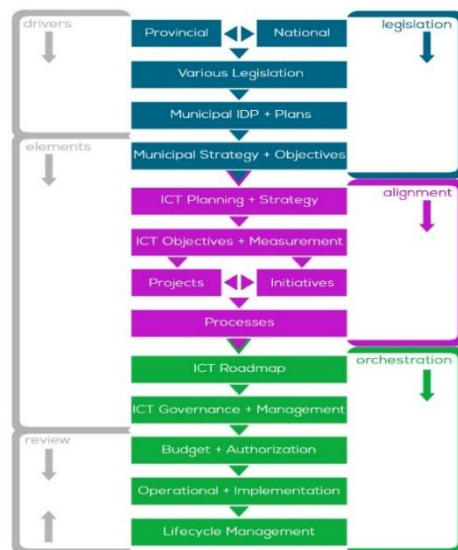 drivers
legislation
Provincial
National
Various Legislation
Municipal IDP + Plans
elements
Municipal Strategy + Objectives
ICT Planning + Strategy
alignment
ICT Objectives + Measurement
Projects
Initiatives
Processes
ICT Roadmap
orchestration
ICT Governance + Management
review
Budget + Authorization
Operational + Implementation
Lifecycle Management